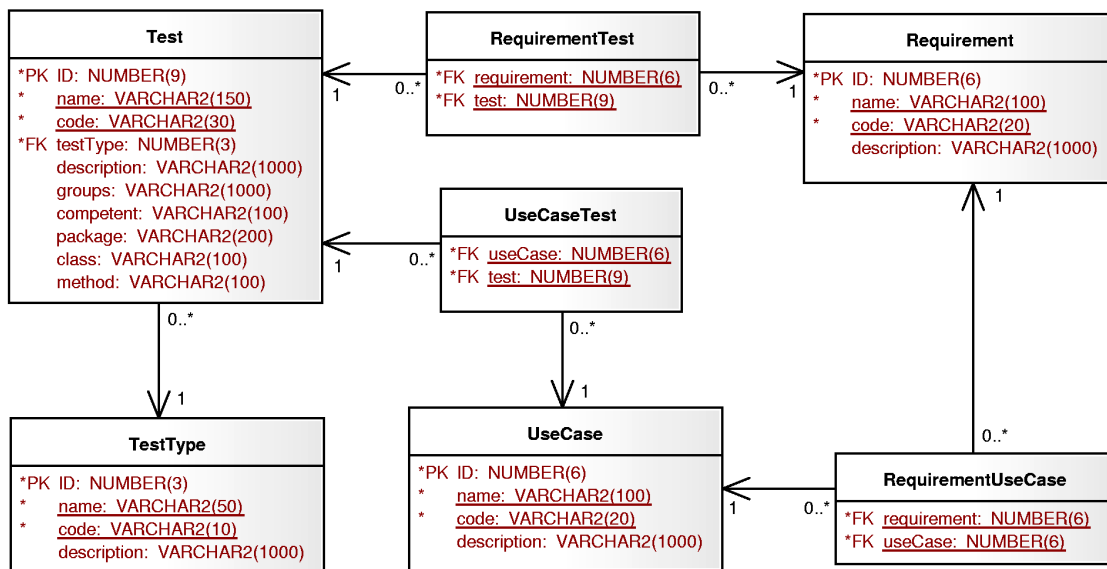 Test
*PK ID: NUMBER(9)
* name: VARCHAR2(150)
* code: VARCHAR2(30)
*FK testType: NUMBER(3)
description: VARCHAR2(1000)
groups: VARCHAR2(1000)
competent: VARCHAR2(100)
package: VARCHAR2(200)
class: VARCHAR2(100)
method: VARCHAR2(100)
1
0..*
RequirementTest
*FK requirement: NUMBER(6)
*FK test: NUMBER(9)
0..*
1
Requirement
*PK ID: NUMBER(6)
* name: VARCHAR2(100)
* code: VARCHAR2(20)
description: VARCHAR2(1000)
1
1
0..*
UseCaseTest
*FK useCase: NUMBER(6)
*FK test: NUMBER(9)
0..*
0..*
1
1
0..*
TestType
*PK ID: NUMBER(3)
* name: VARCHAR2(50)
* code: VARCHAR2(10)
description: VARCHAR2(1000)
UseCase
*PK ID: NUMBER(6)
* name: VARCHAR2(100)
* code: VARCHAR2(20)
description: VARCHAR2(1000)
1
0..*
RequirementUseCase
*FK requirement: NUMBER(6)
*FK useCase: NUMBER(6)